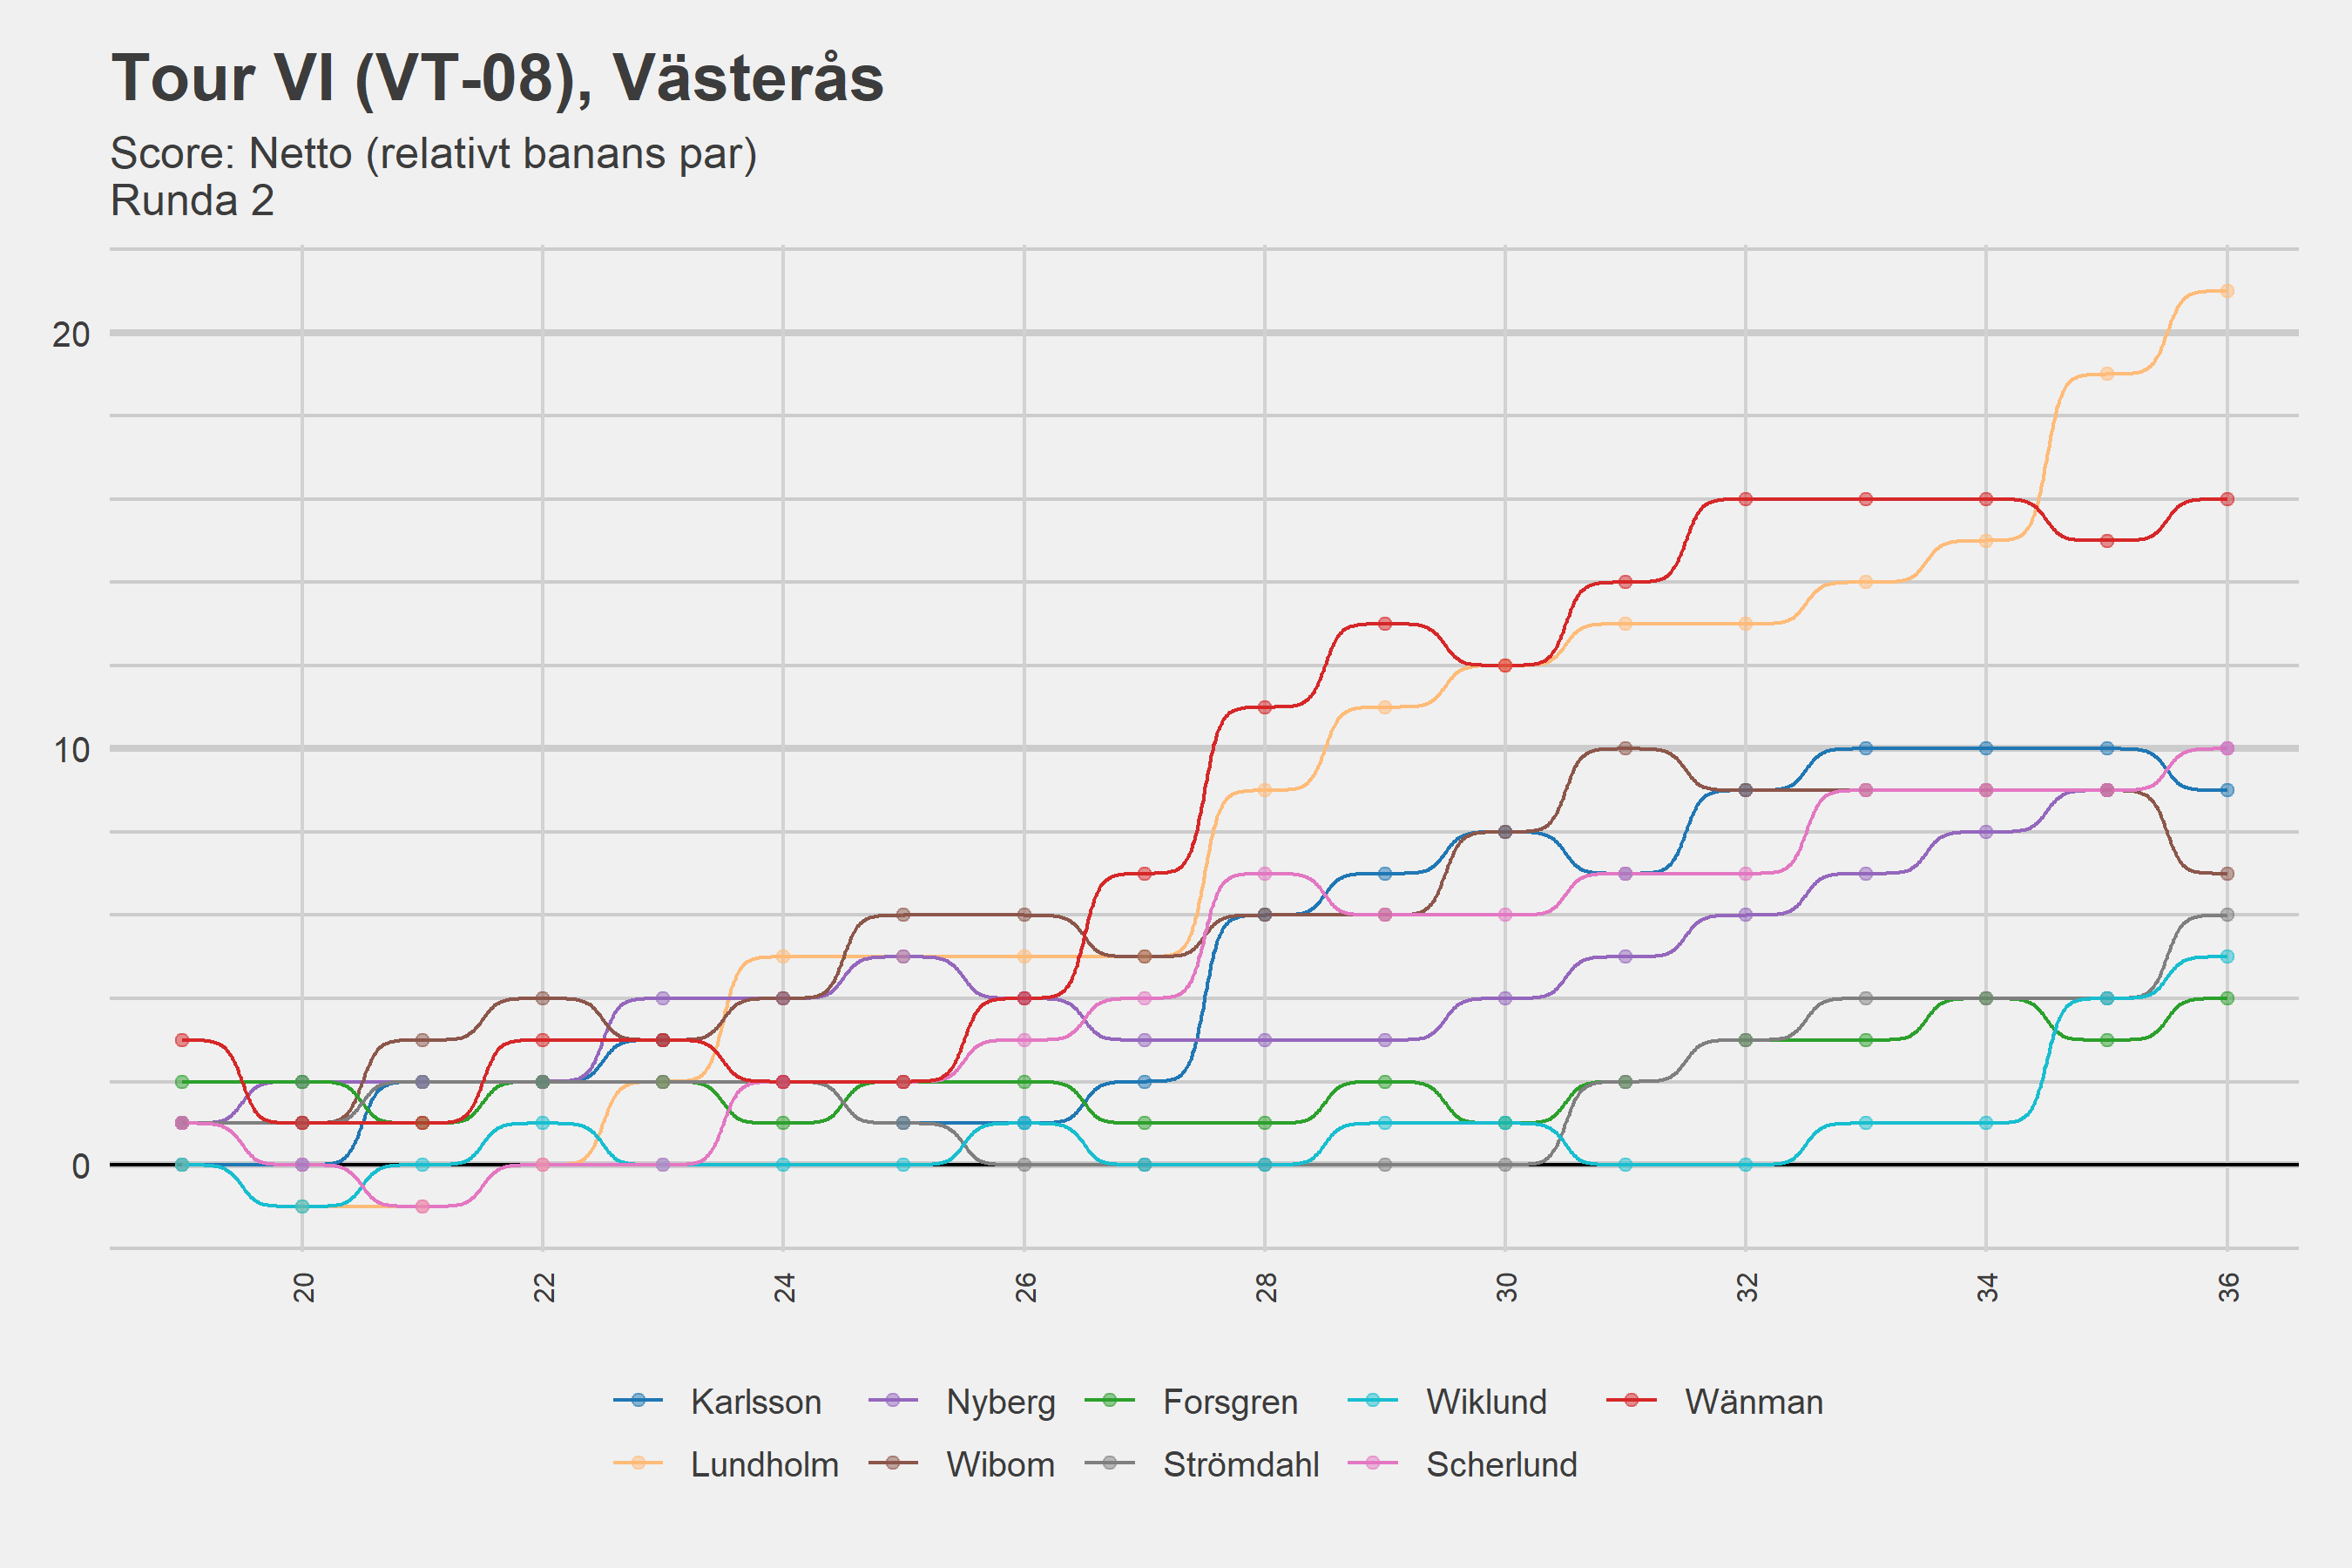 Tour VI (VT-08), Västerås
Score: Netto (relativt banans par)
Runda 2
20
10
0
20 22 24 26 28 30 32 34 36
Karlsson Nyberg Forsgren Wiklund Wänman
Lundholm Wibom Strömdahl Scherlund